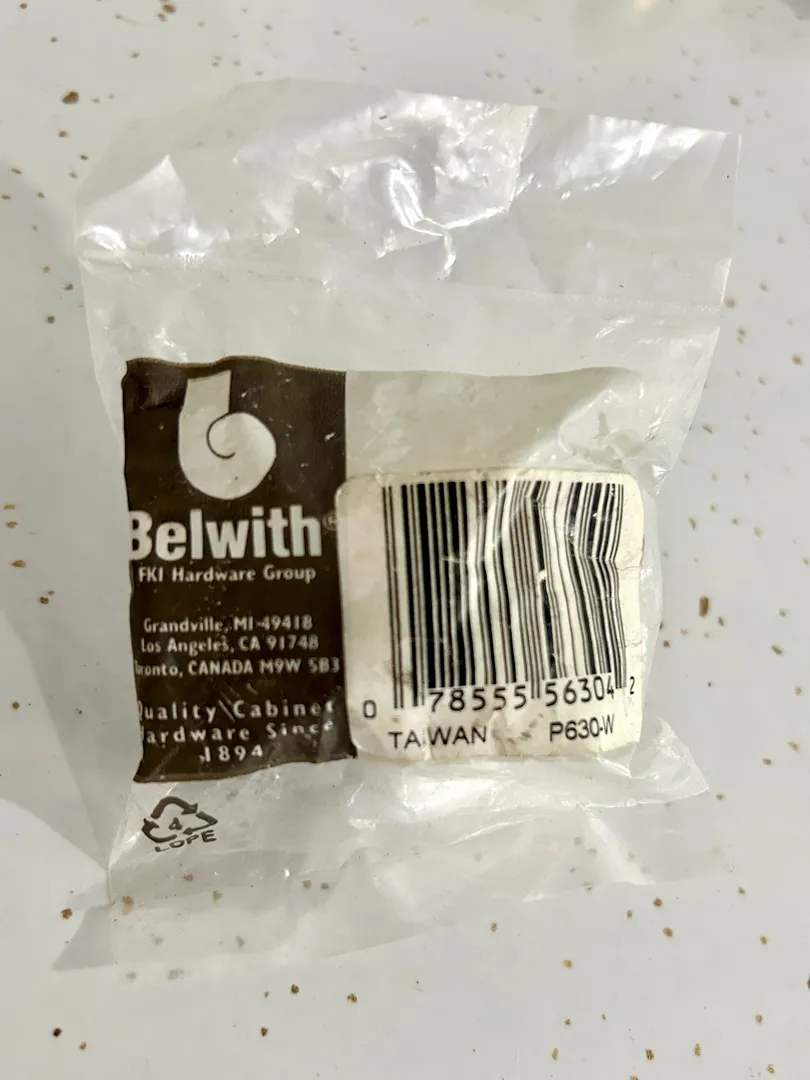 Belwith®
FKI Hardware Group
Grandville, MI 49418
Los Angeles, CA 91748
Toronto, CANADA M9W 5B3
Quality Cabinet
Hardware Since
1894
0 78555 56304 2
TAIWAN P630-W
4
LDPE